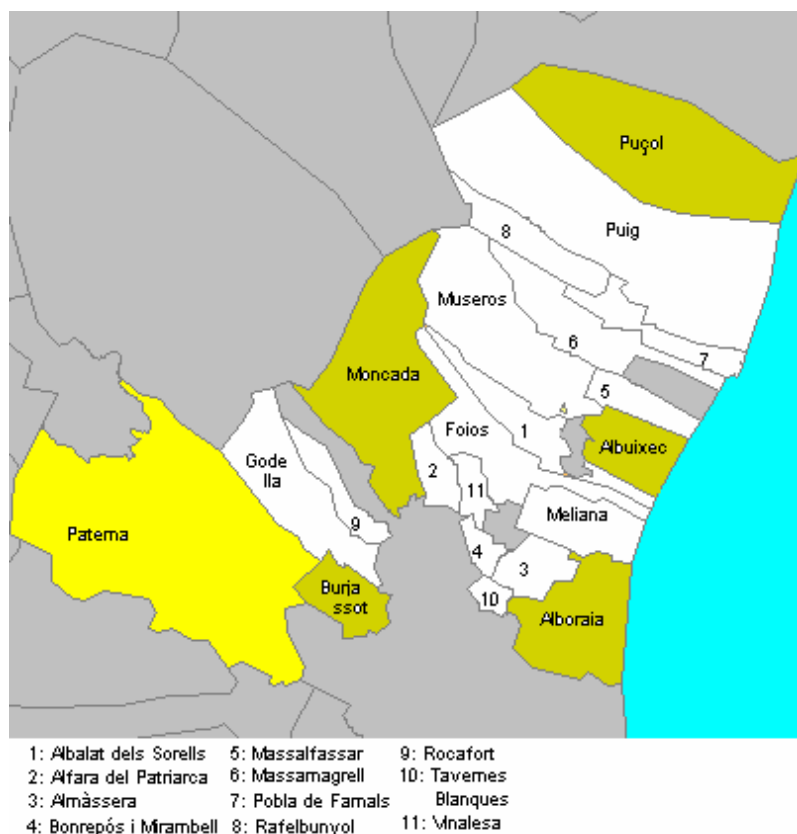 Puçol
Puig
8
Museros
6
7
Moncada
5
Foios
1
Albuixec
Gode
lla
2
11
Meliana
9
Paterna
4
3
Burja
ssot
10
Alboraia
1: Albalat dels Sorells
2: Alfara del Patriarca
3: Almàssera
4: Bonrepós i Mirambell
5: Massalfassar
6: Massamagrell
7: Pobla de Farnals
8: Rafelbunyol
9: Rocafort
10: Tavernes
Blanques
11: Vinalesa